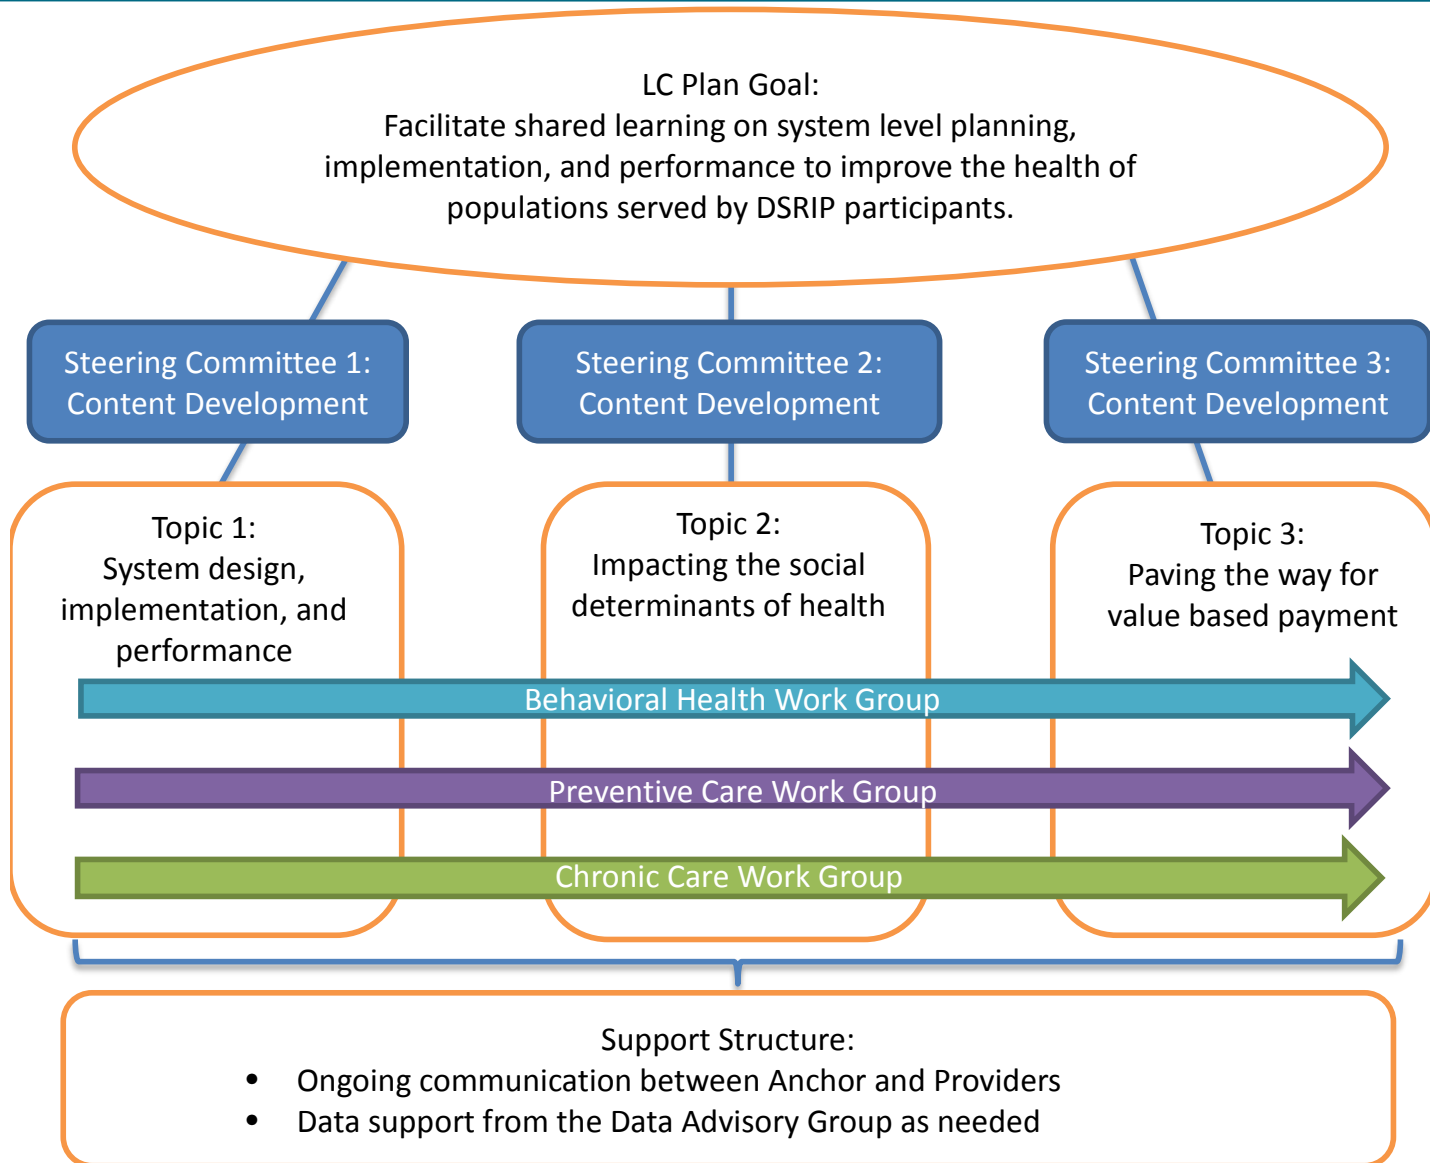 LC Plan Goal:
Facilitate shared learning on system level planning,
implementation, and performance to improve the health of
populations served by DSRIP participants.
Steering Committee 1:
Content Development
Steering Committee 2:
Content Development
Steering Committee 3:
Content Development
Topic 1:
System design,
implementation, and
performance
Topic 2:
Impacting the social
determinants of health
Topic 3:
Paving the way for
value based payment
Behavioral Health Work Group
Preventive Care Work Group
Chronic Care Work Group
Support Structure:
• Ongoing communication between Anchor and Providers
• Data support from the Data Advisory Group as needed